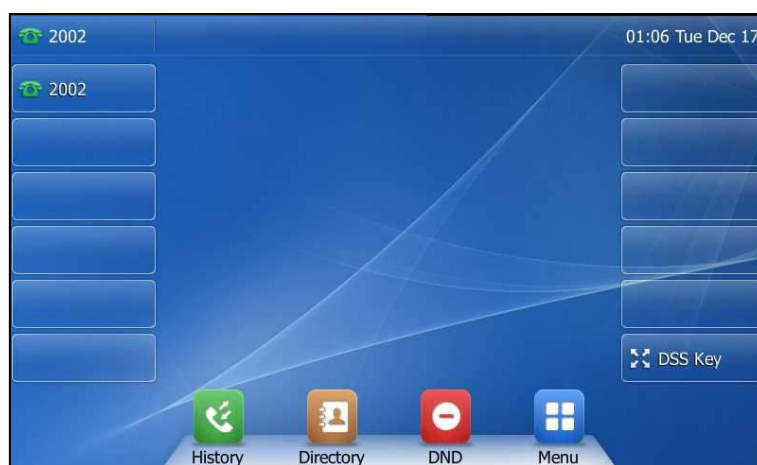 2002
01:06 Tue Dec 17
2002
DSS Key
History
Directory
DND
Menu